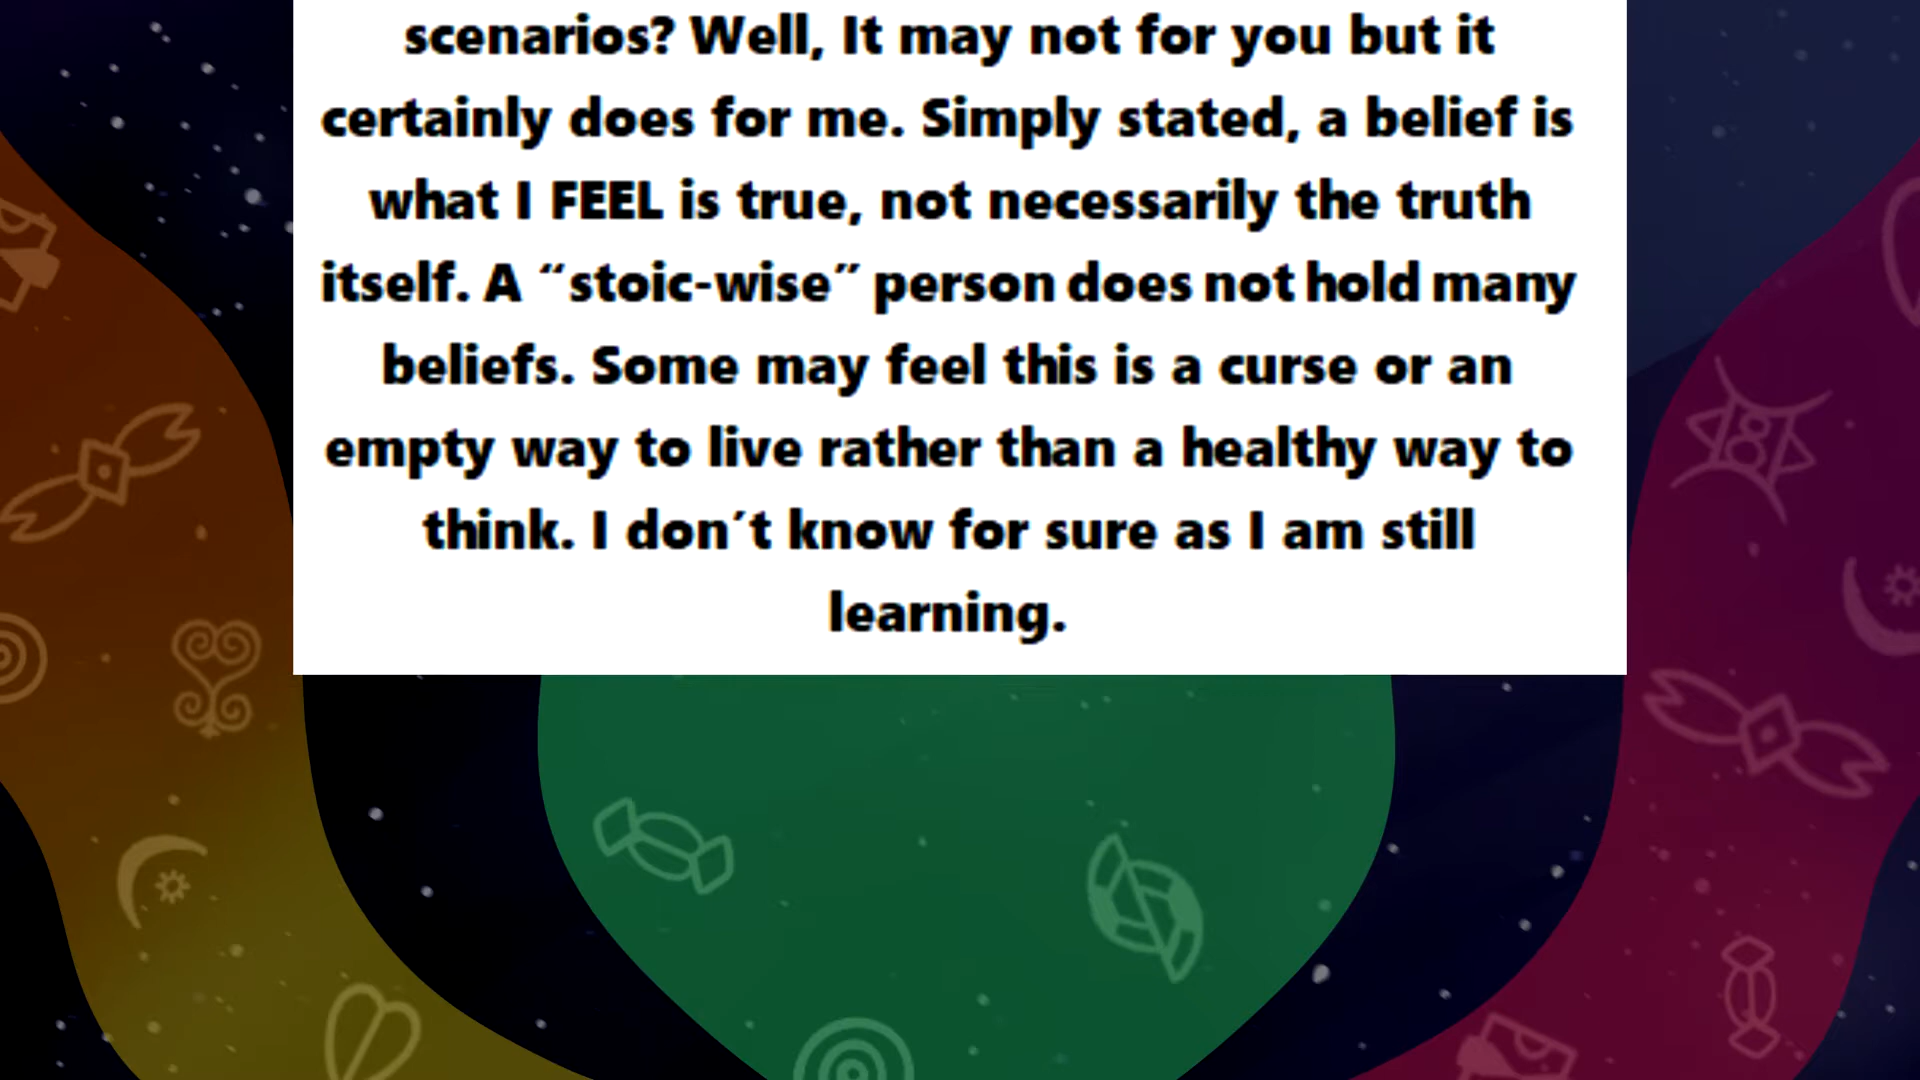 scenarios? Well, It may not for you but it
certainly does for me. Simply stated, a belief is
what I FEEL is true, not necessarily the truth
itself. A “stoic-wise” person does not hold many
beliefs. Some may feel this is a curse or an
empty way to live rather than a healthy way to
think. I don´t know for sure as I am still
learning.